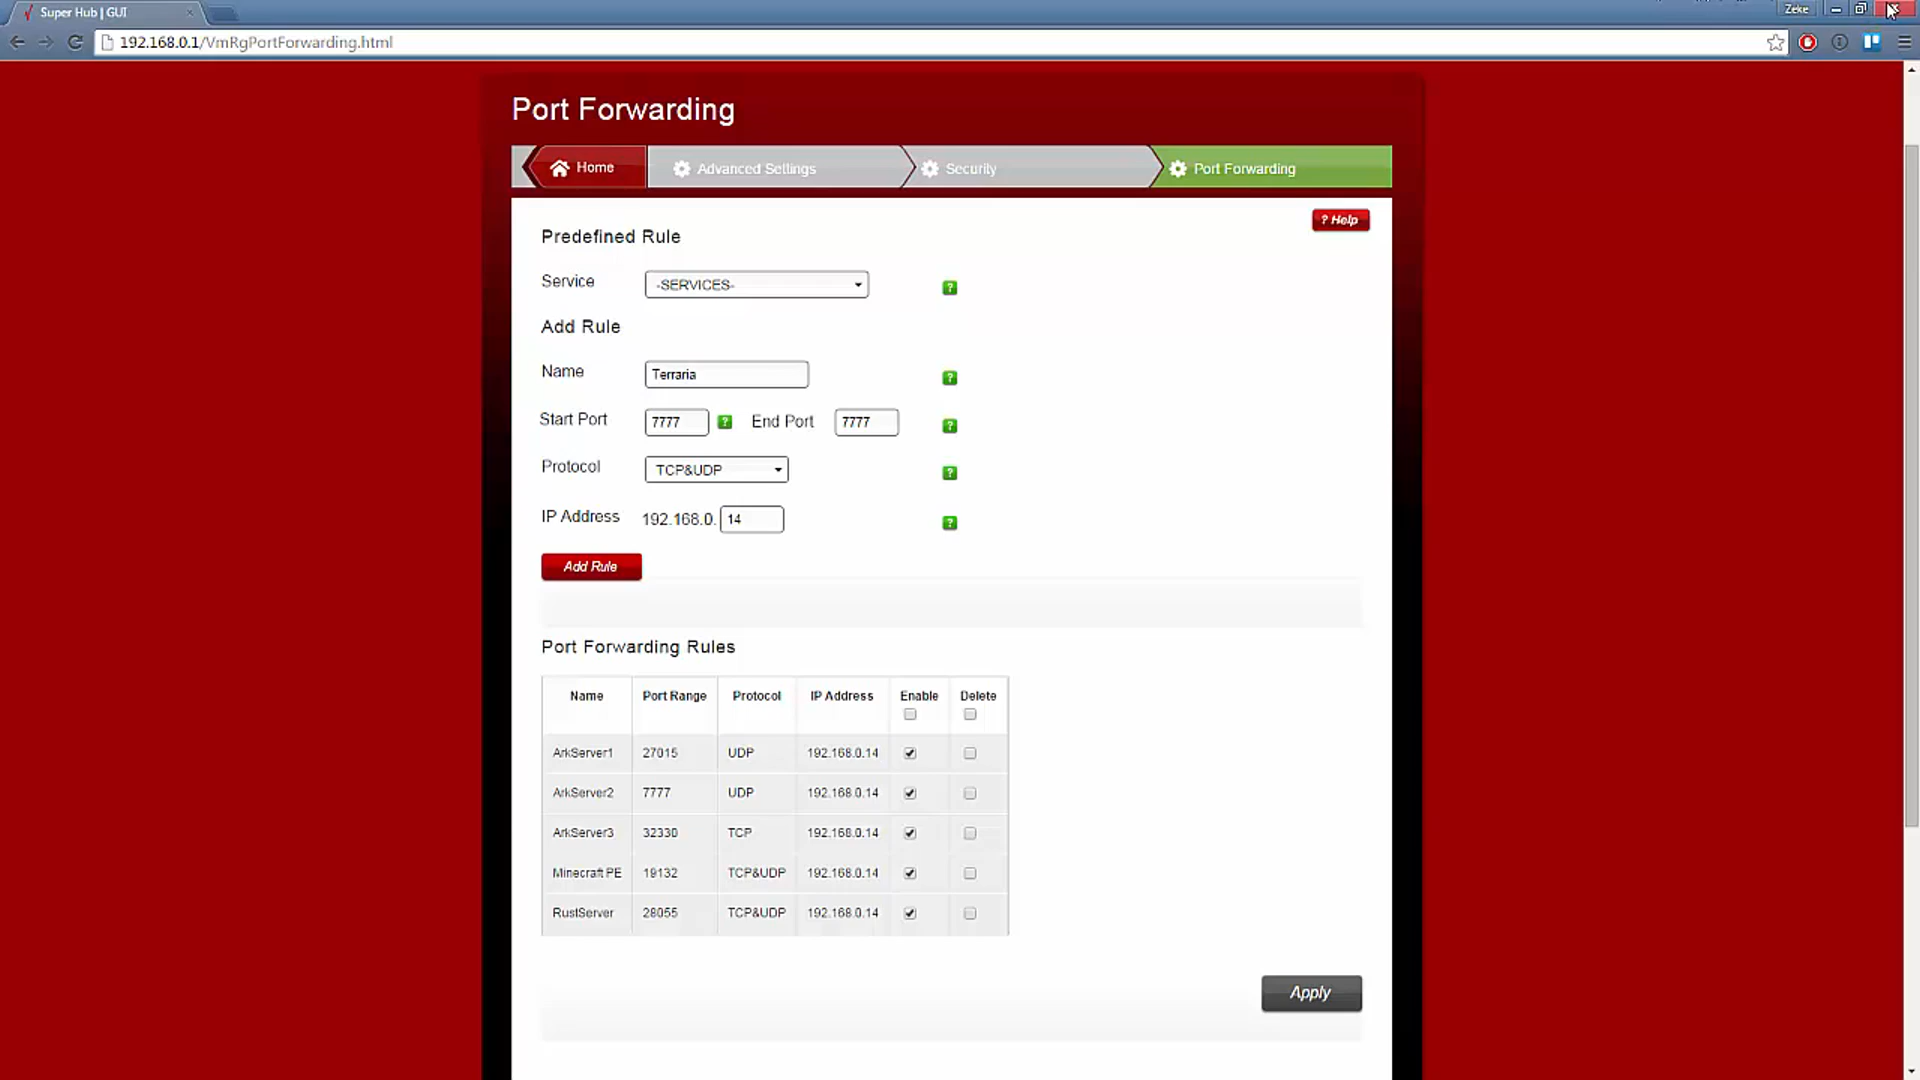 Super Hub | GUI
Zeke
192.168.0.1/VmRgPortForwarding.html
Port Forwarding
Home
Advanced Settings
Security
Port Forwarding
? Help
Predefined Rule
Service
-SERVICES-
?
Add Rule
Name
Terraria
?
Start Port
7777
?
End Port
7777
?
Protocol
TCP&UDP
?
IP Address
192.168.0.
14
?
Add Rule
Port Forwarding Rules
Name Port Range Protocol IP Address Enable Delete
ArkServer1 27015 UDP 192.168.0.14
ArkServer2 7777 UDP 192.168.0.14
ArkServer3 32330 TCP 192.168.0.14
Minecraft PE 19132 TCP&UDP 192.168.0.14
RustServer 28055 TCP&UDP 192.168.0.14
Apply